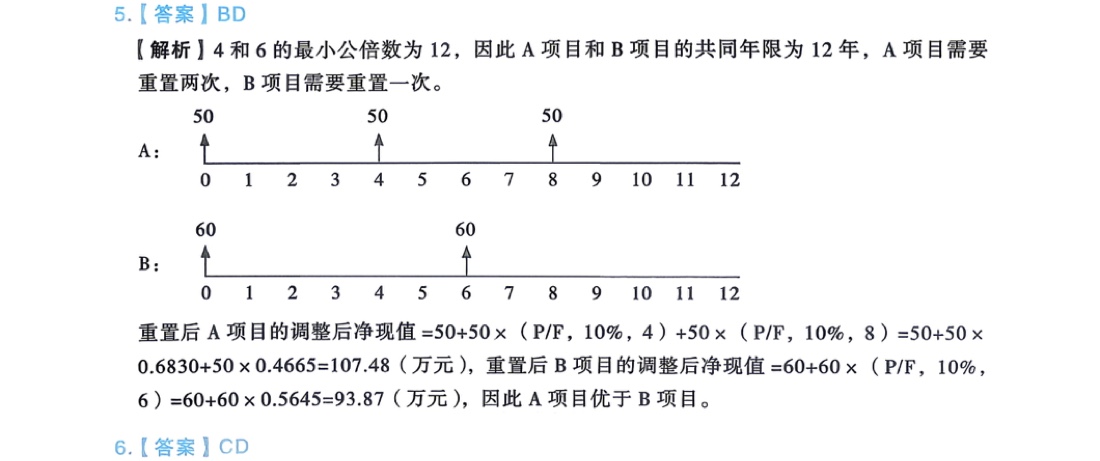 5.【答案】BD
【解析】4 和 6 的最小公倍数为 12，因此 A 项目和 B 项目的共同年限为 12 年，A 项目需要
重置两次，B 项目需要重置一次。
50 50 50
A：
0 1 2 3 4 5 6 7 8 9 10 11 12
60 60
B：
0 1 2 3 4 5 6 7 8 9 10 11 12
重置后 A 项目的调整后净现值 =50+50×（P/F，10%，4）+50×（P/F，10%，8）=50+50×
0.6830+50×0.4665=107.48（万元），重置后 B 项目的调整后净现值 =60+60×（P/F，10%，
6）=60+60×0.5645=93.87（万元），因此 A 项目优于 B 项目。
6.【答案】CD